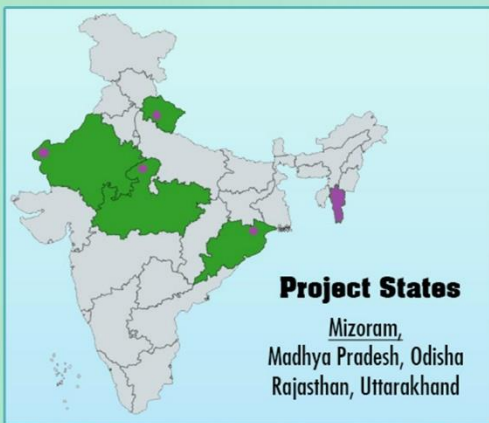 Project States
Mizoram,
Madhya Pradesh, Odisha
Rajasthan, Uttarakhand